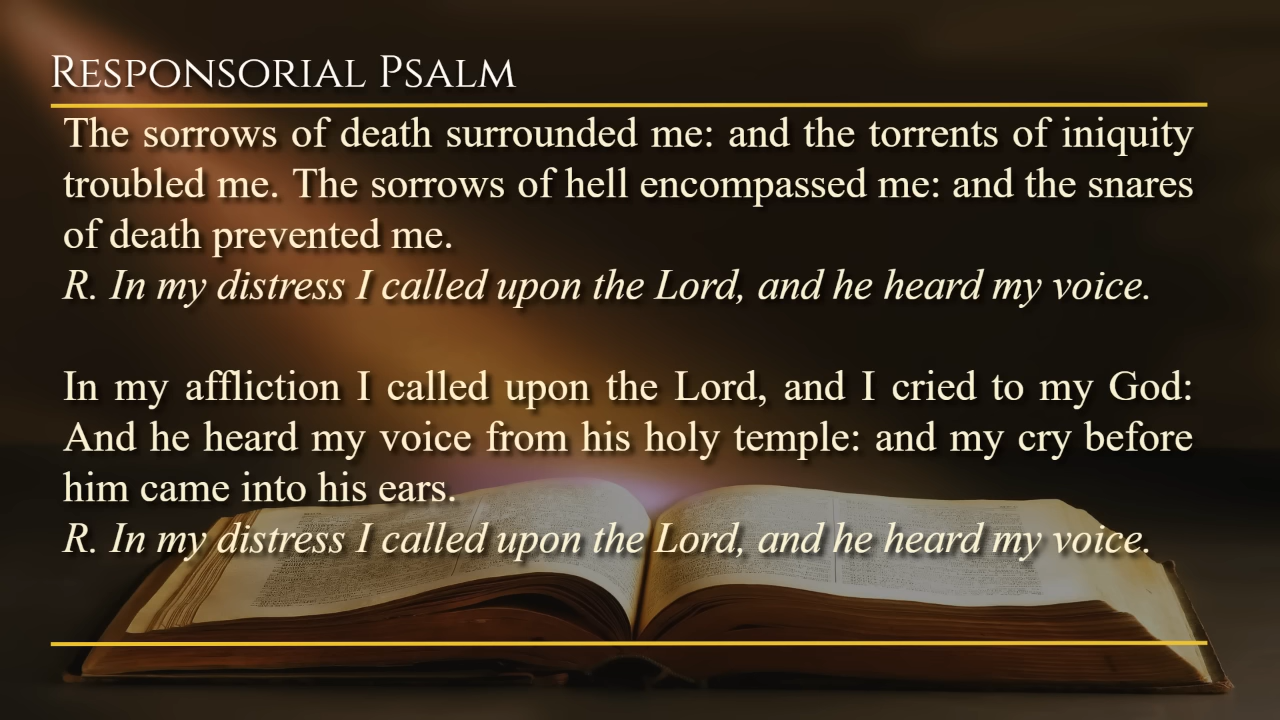 Responsorial Psalm
The sorrows of death surrounded me: and the torrents of iniquity
troubled me. The sorrows of hell encompassed me: and the snares
of death prevented me.
R. In my distress I called upon the Lord, and he heard my voice.
In my affliction I called upon the Lord, and I cried to my God:
And he heard my voice from his holy temple: and my cry before
him came into his ears.
R. In my distress I called upon the Lord, and he heard my voice.